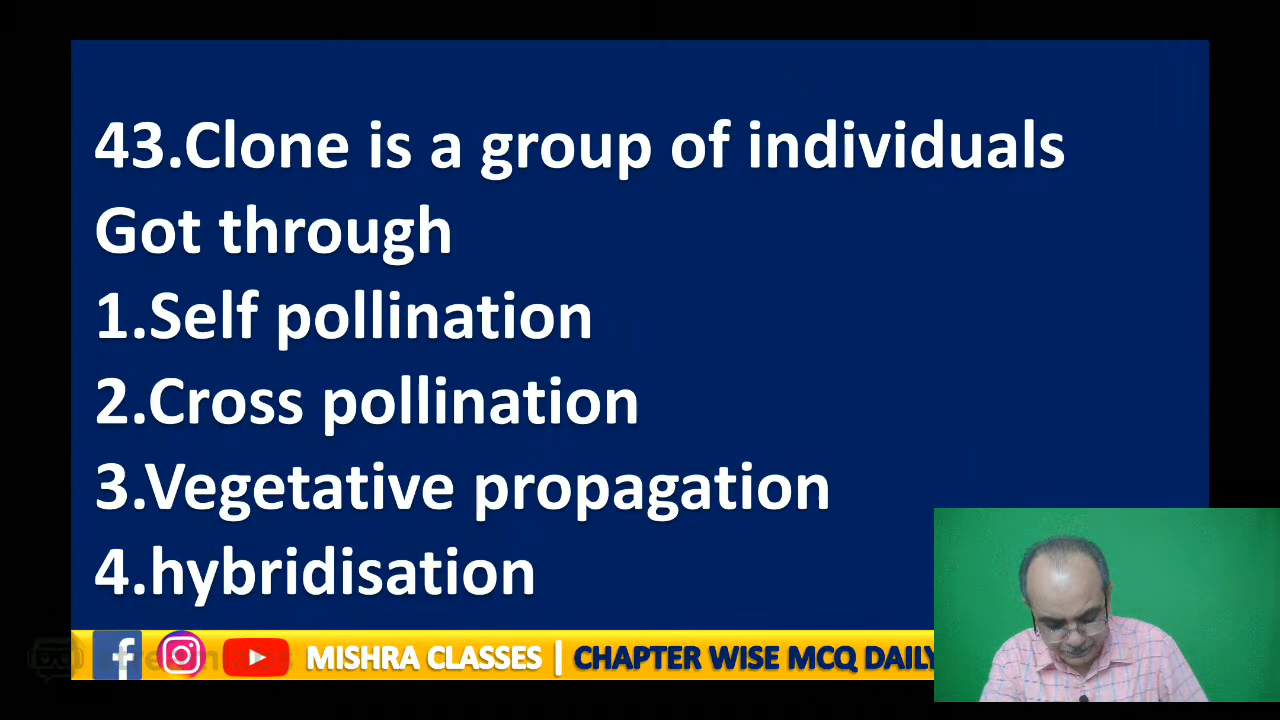 43.Clone is a group of individuals
Got through
1.Self pollination
2.Cross pollination
3.Vegetative propagation
4.hybridisation
MISHRA CLASSES | CHAPTER WISE MCQ DAILY